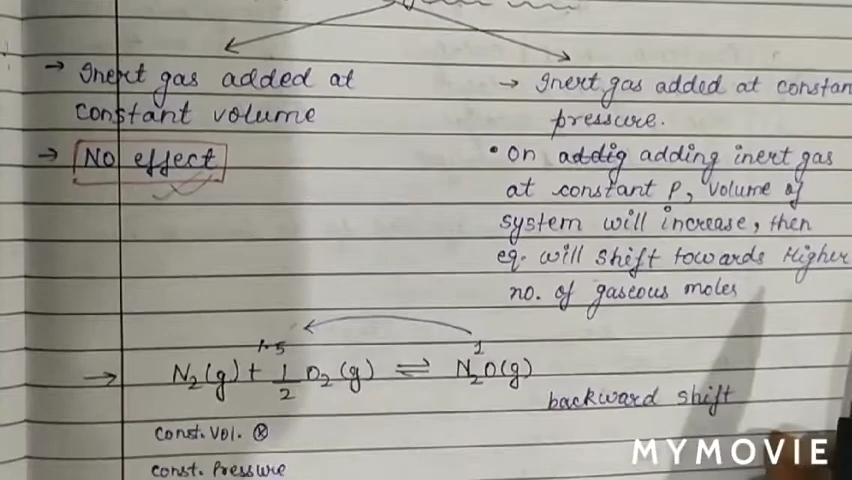 → Inert gas added at
constant volume
→ No effect
→ Inert gas added at constan
pressure.
• On addig adding inert gas
at constant P, volume of
system will increase, then
eq. will shift towards Higher
no. of gaseous moles
1.5 1
→ N₂(g) + 1/2 O₂(g) ⇌ N₂O(g)
backward shift
const. vol. ⊗
const. Pressure
MYMOVIE